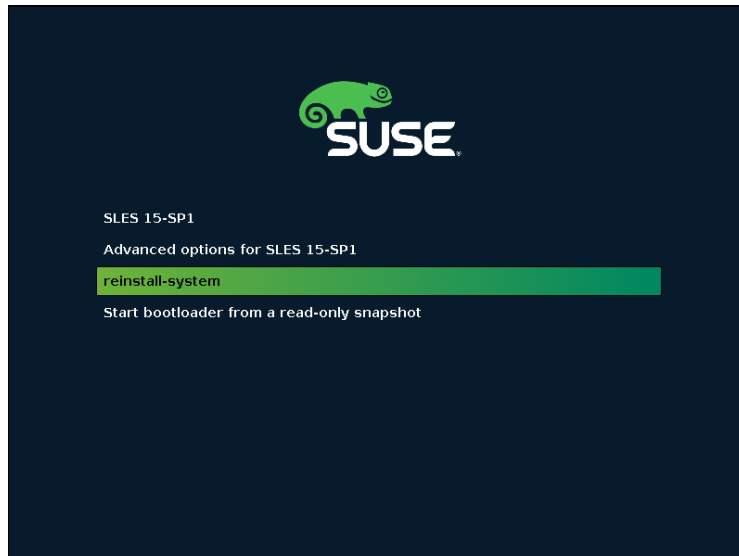 SUSE
SLES 15-SP1
Advanced options for SLES 15-SP1
reinstall-system
Start bootloader from a read-only snapshot